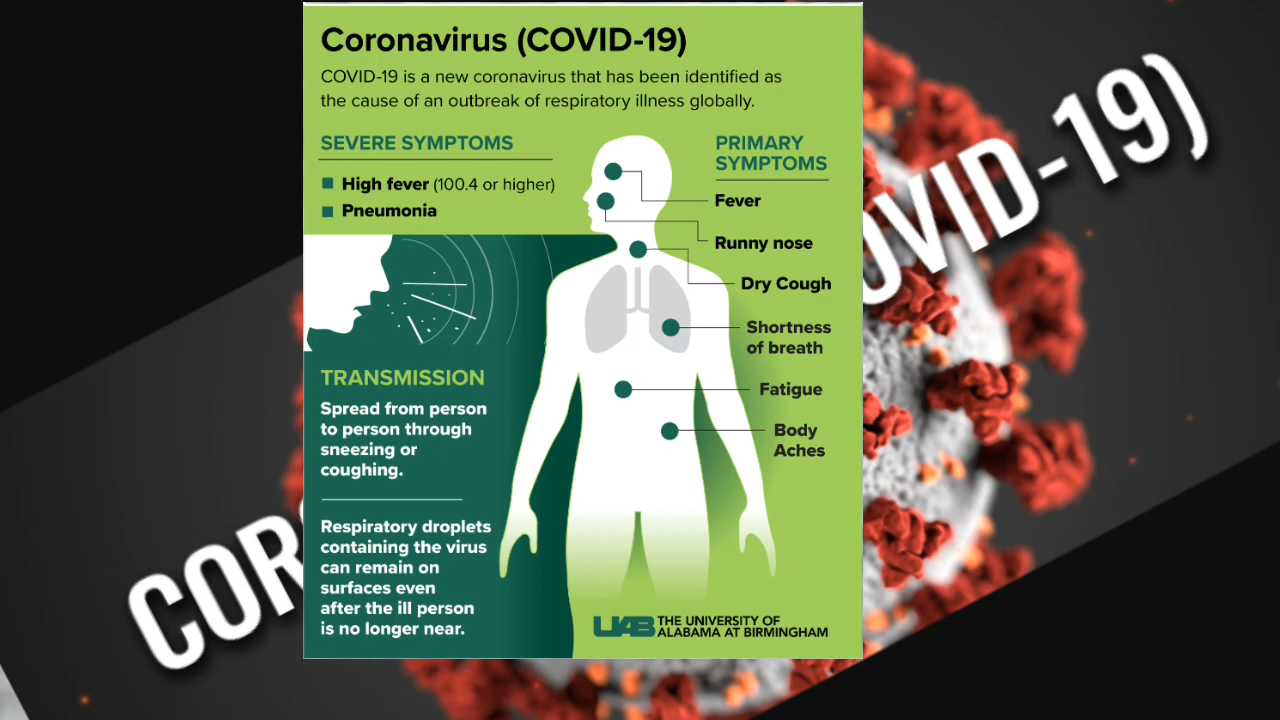 Coronavirus (COVID-19)
COVID-19 is a new coronavirus that has been identified as
the cause of an outbreak of respiratory illness globally.
SEVERE SYMPTOMS
High fever (100.4 or higher)
Pneumonia
PRIMARY
SYMPTOMS
Fever
Runny nose
Dry Cough
Shortness
of breath
Fatigue
Body
Aches
TRANSMISSION
Spread from person
to person through
sneezing or
coughing.
Respiratory droplets
containing the virus
can remain on
surfaces even
after the ill person
is no longer near.
UAB THE UNIVERSITY OF
ALABAMA AT BIRMINGHAM
COR
OVID-19)